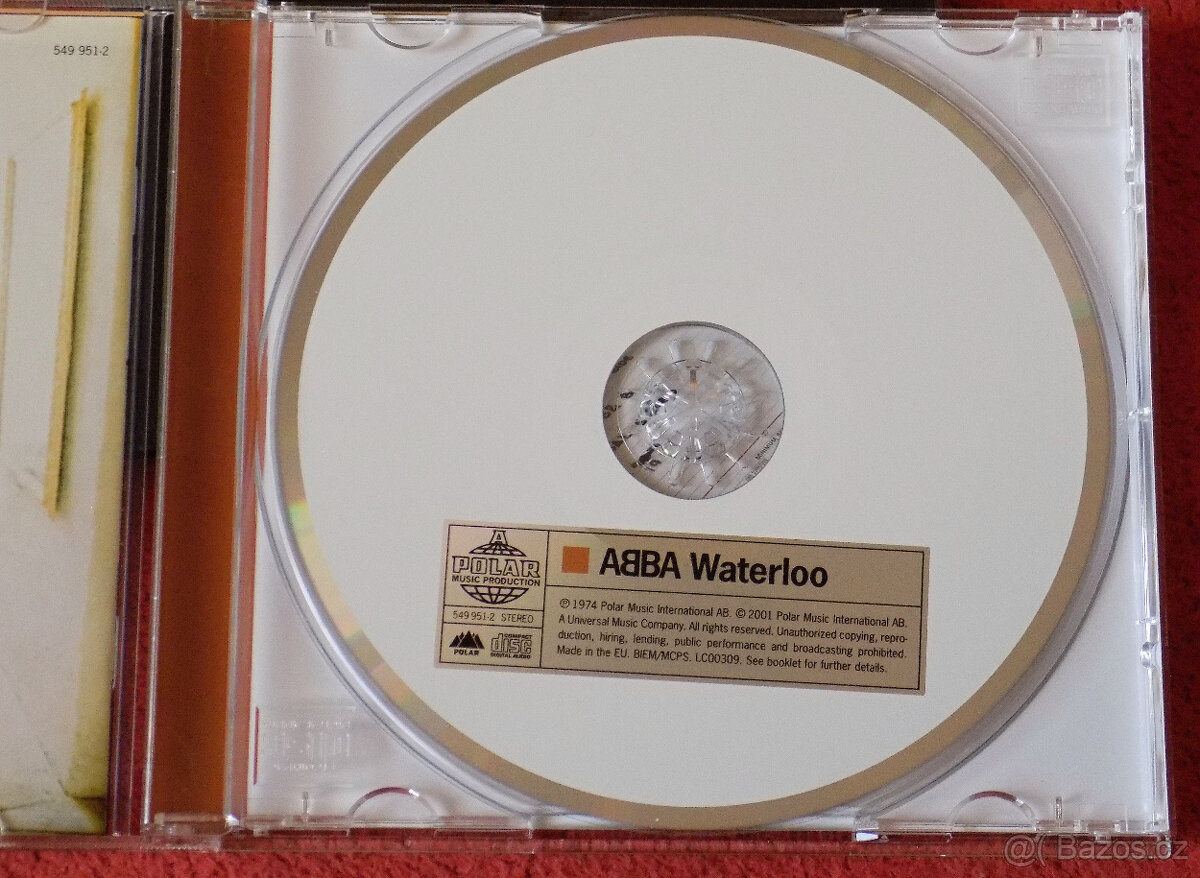 549 951-2
A
POLAR
MUSIC PRODUCTION
549 951-2 STEREO
POLAR
COMPACT
disc
DIGITAL AUDIO
AᗺBA Waterloo
℗ 1974 Polar Music International AB. © 2001 Polar Music International AB.
A Universal Music Company. All rights reserved. Unauthorized copying, repro-
duction, hiring, lending, public performance and broadcasting prohibited.
Made in the EU. BIEM/MCPS. LC00309. See booklet for further details.
@( Bazos.cz